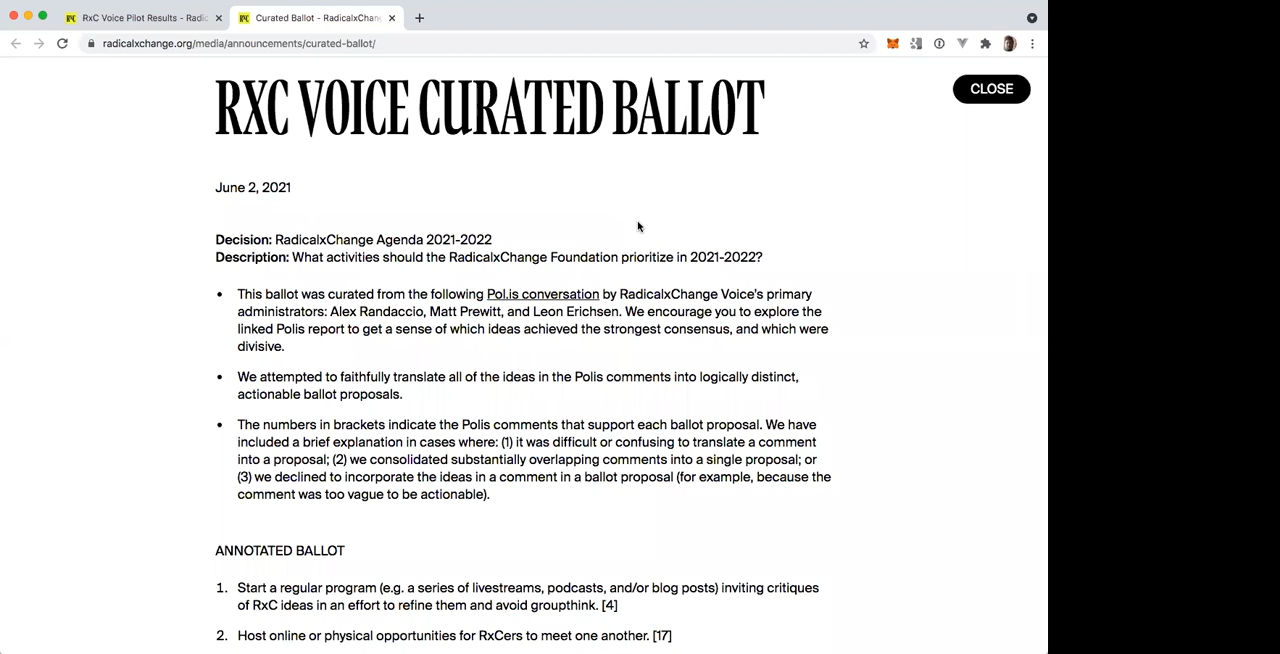 RxC Voice Pilot Results - Radic
Curated Ballot - RadicalxChang
radicalxchange.org/media/announcements/curated-ballot/
RXC VOICE CURATED BALLOT
CLOSE
June 2, 2021
Decision: RadicalxChange Agenda 2021-2022
Description: What activities should the RadicalxChange Foundation prioritize in 2021-2022?
• This ballot was curated from the following Pol.is conversation by RadicalxChange Voice's primary
administrators: Alex Randaccio, Matt Prewitt, and Leon Erichsen. We encourage you to explore the
linked Polis report to get a sense of which ideas achieved the strongest consensus, and which were
divisive.
• We attempted to faithfully translate all of the ideas in the Polis comments into logically distinct,
actionable ballot proposals.
• The numbers in brackets indicate the Polis comments that support each ballot proposal. We have
included a brief explanation in cases where: (1) it was difficult or confusing to translate a comment
into a proposal; (2) we consolidated substantially overlapping comments into a single proposal; or
(3) we declined to incorporate the ideas in a comment in a ballot proposal (for example, because the
comment was too vague to be actionable).
ANNOTATED BALLOT
1. Start a regular program (e.g. a series of livestreams, podcasts, and/or blog posts) inviting critiques
of RxC ideas in an effort to refine them and avoid groupthink. [4]
2. Host online or physical opportunities for RxCers to meet one another. [17]